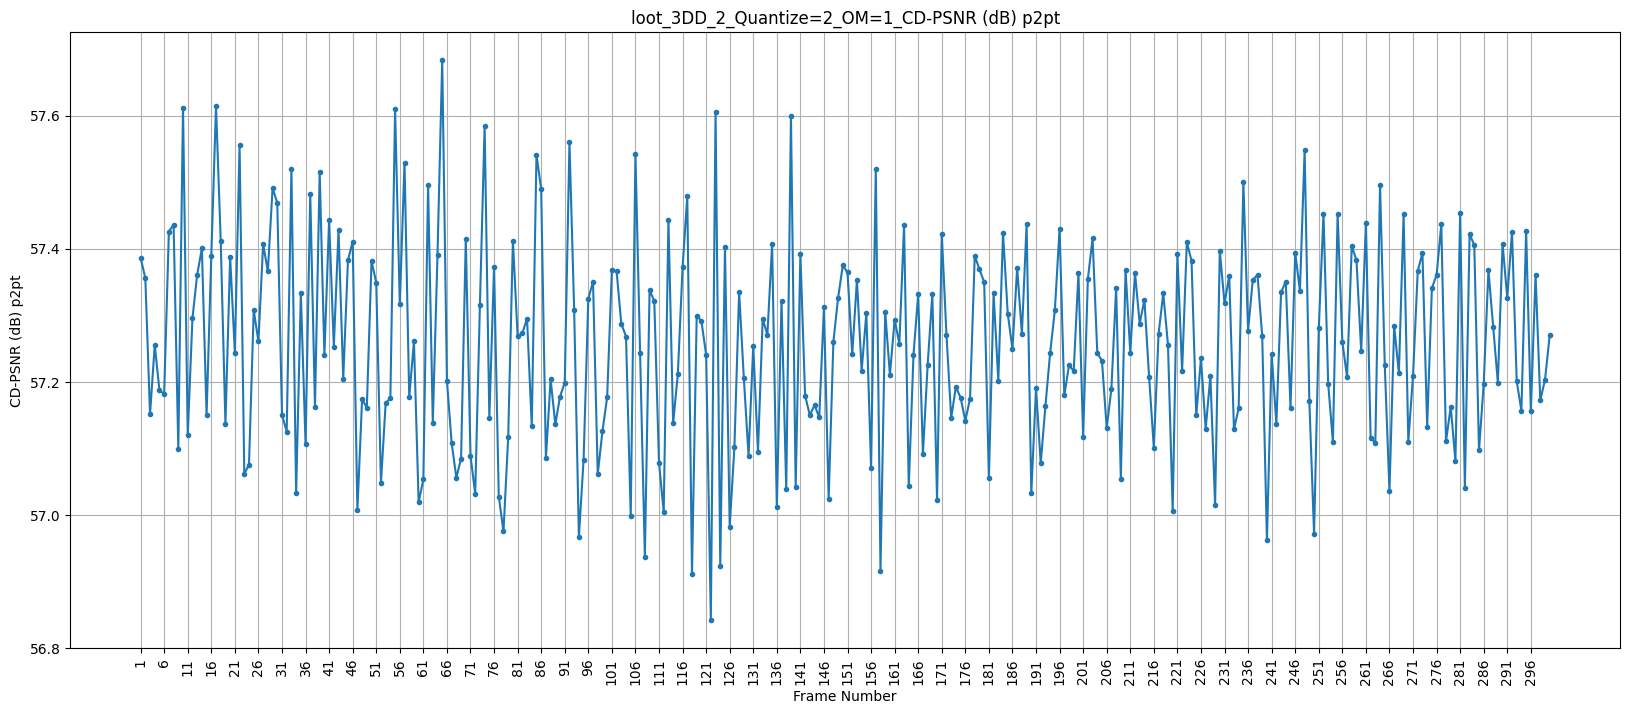 loot_3DD_2_Quantize=2_OM=1_CD-PSNR (dB) p2pt
CD-PSNR (dB) p2pt
57.6
57.4
57.2
57.0
56.8
1 6 11 16 21 26 31 36 41 46 51 56 61 66 71 76 81 86 91 96 101 106 111 116 121 126 131 136 141 146 151 156 161 166 171 176 181 186 191 196 201 206 211 216 221 226 231 236 241 246 251 256 261 266 271 276 281 286 291 296
Frame Number